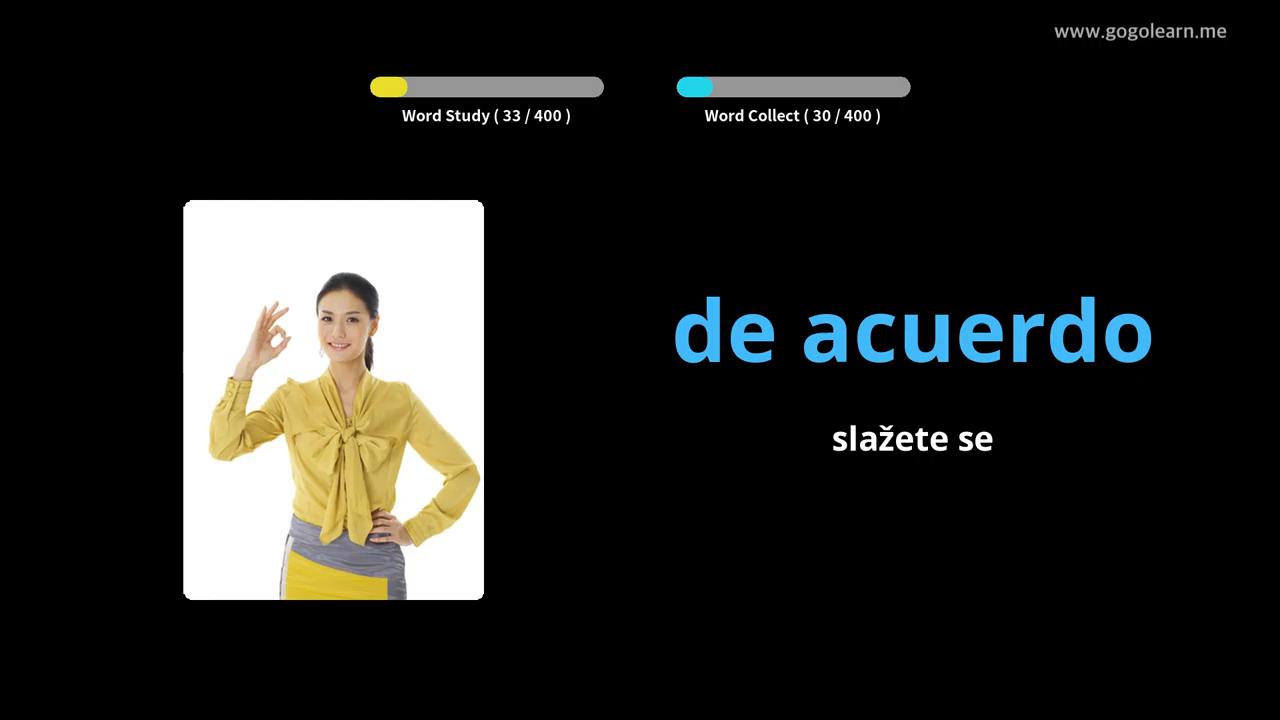 www.gogolearn.me
Word Study ( 33 / 400 )
Word Collect ( 30 / 400 )
de acuerdo
slažete se